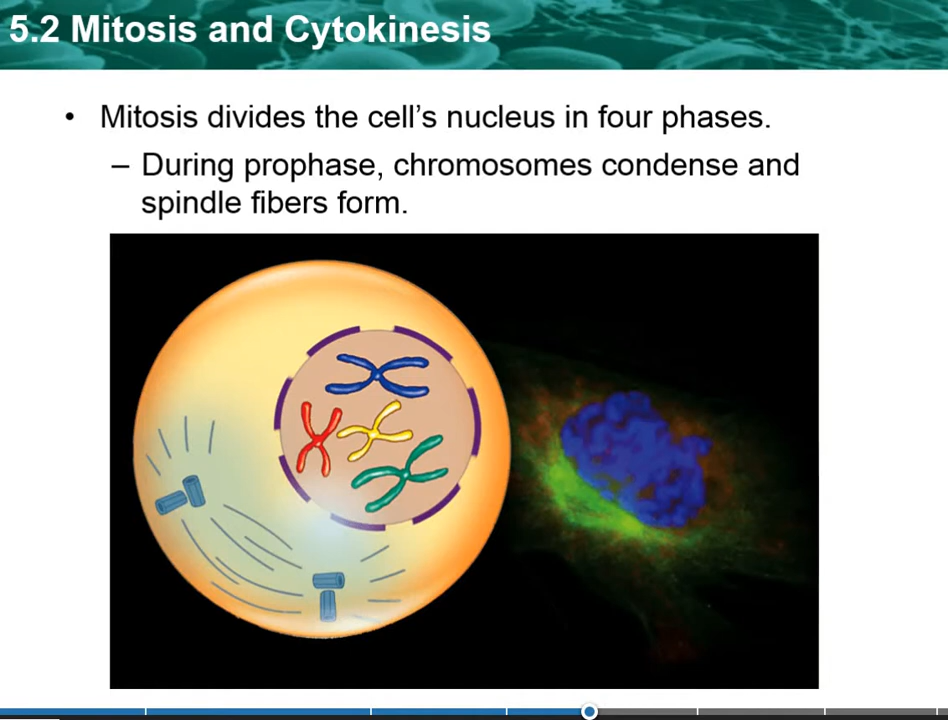 5.2 Mitosis and Cytokinesis
• Mitosis divides the cell’s nucleus in four phases.
– During prophase, chromosomes condense and
spindle fibers form.